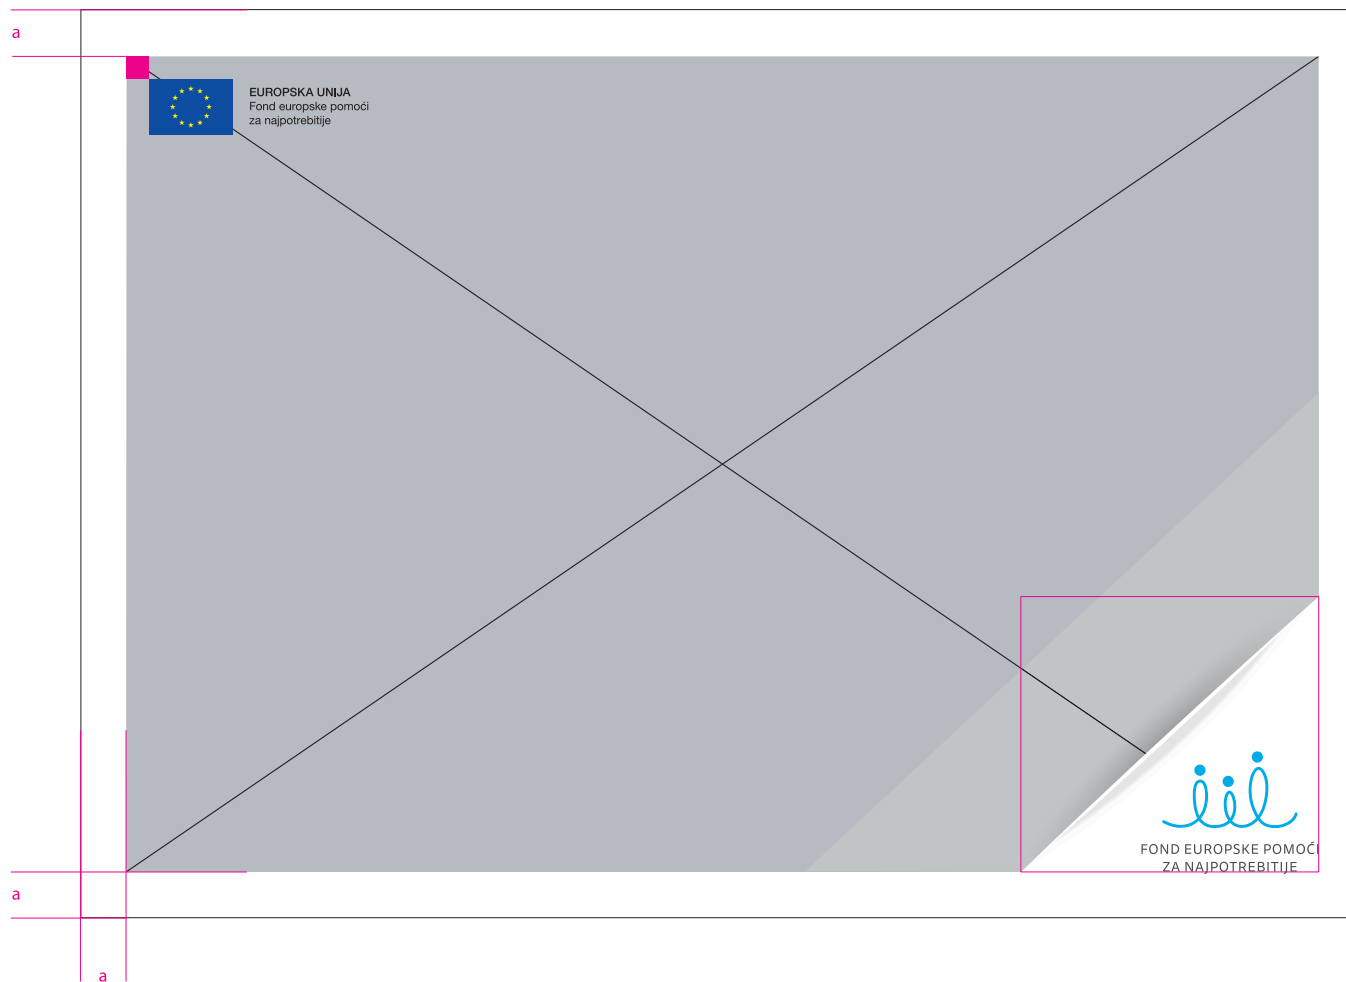 a
EUROPSKA UNIJA
Fond europske pomoći
za najpotrebitije
FOND EUROPSKE POMOĆI
ZA NAJPOTREBITIJE
a
a